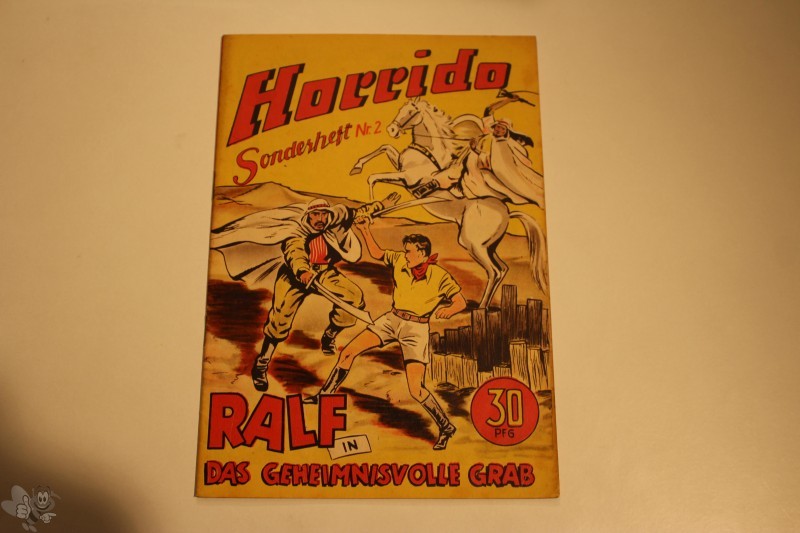 Horrido
Sonderheft Nr. 2
RALF
IN
DAS GEHEIMNISVOLLE GRAB
30
PFG